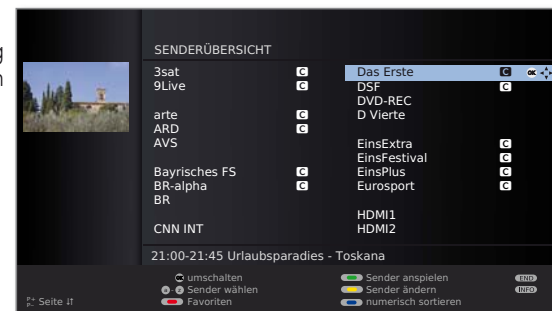 g
n
SENDERÜBERSICHT
3sat C
9Live C
arte C
ARD C
AVS
Bayrisches FS C
BR-alpha C
BR
CNN INT
Das Erste C OK
DSF C
DVD-REC
D Vierte
EinsExtra C
EinsFestival C
EinsPlus C
Eurosport C
HDMI1
HDMI2
21:00-21:45 Urlaubsparadies - Toskana
OK umschalten
Sender wählen
P+ P- Seite ↓↑
Favoriten
Sender anspielen END
Sender ändern INFO
numerisch sortieren